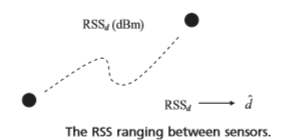 RSS_d (dBm)
RSS_d ⟶ d̂
The RSS ranging between sensors.